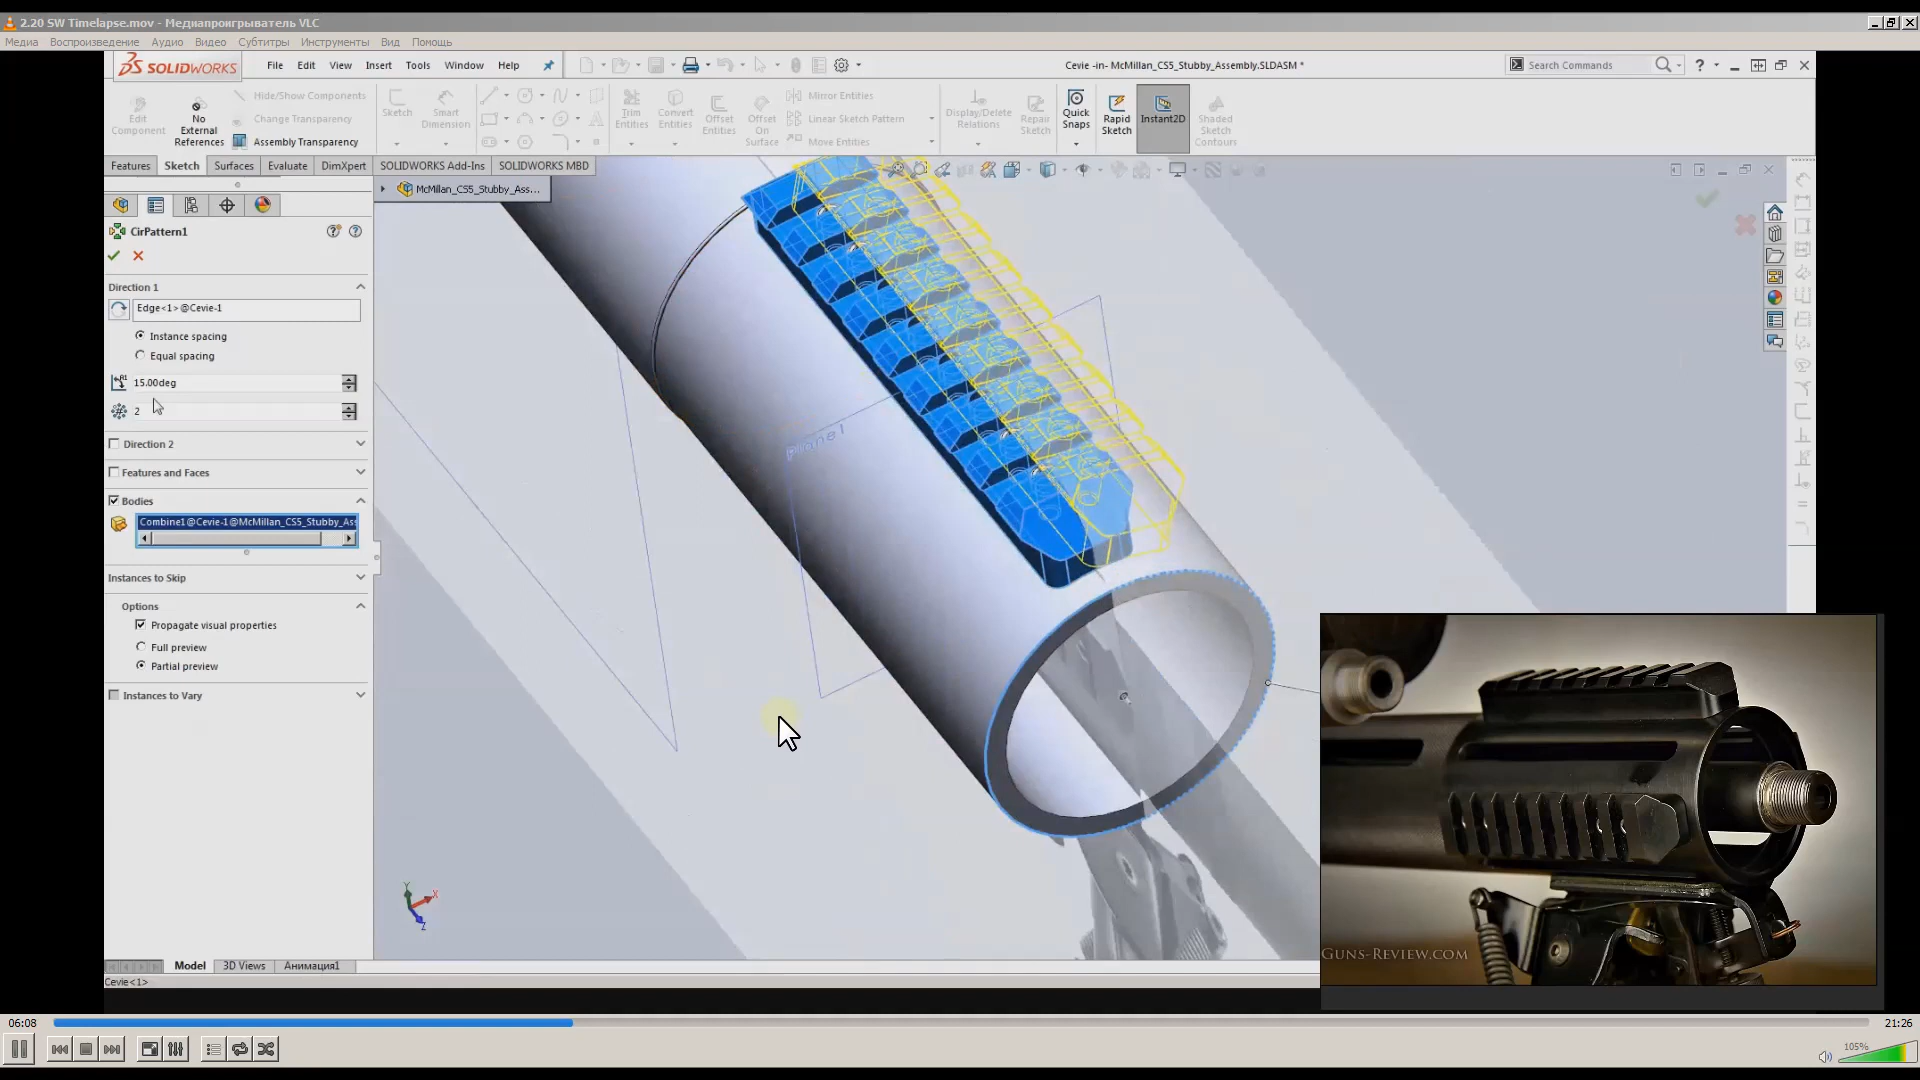 2.20 SW Timelapse.mov - Медиапроигрыватель VLC
Медиа Воспроизведение Аудио Видео Субтитры Инструменты Вид Помощь
SOLIDWORKS File Edit View Insert Tools Window Help
Cevie -in- McMillan_CS5_Stubby_Assembly.SLDASM *
Search Commands
Edit Component
No External References
Hide/Show Components
Change Transparency
Assembly Transparency
Sketch
Smart Dimension
Trim Entities
Convert Entities
Offset Entities
Offset On Surface
Mirror Entities
Linear Sketch Pattern
Move Entities
Display/Delete Relations
Repair Sketch
Quick Snaps
Rapid Sketch
Instant2D
Shaded Sketch Contours
Features Sketch Surfaces Evaluate DimXpert SOLIDWORKS Add-Ins SOLIDWORKS MBD
McMillan_CS5_Stubby_Ass...
CirPattern1
Direction 1
Edge<1>@Cevie-1
Instance spacing
Equal spacing
15.00deg
2
Direction 2
Features and Faces
Bodies
Combine1@Cevie-1@McMillan_CS5_Stubby_Ass
Instances to Skip
Options
Propagate visual properties
Full preview
Partial preview
Instances to Vary
Plane1
Y
X
Z
GUNS-REVIEW.COM
Model 3D Views Анимация1
Cevie<1>
06:08
21:26
105%